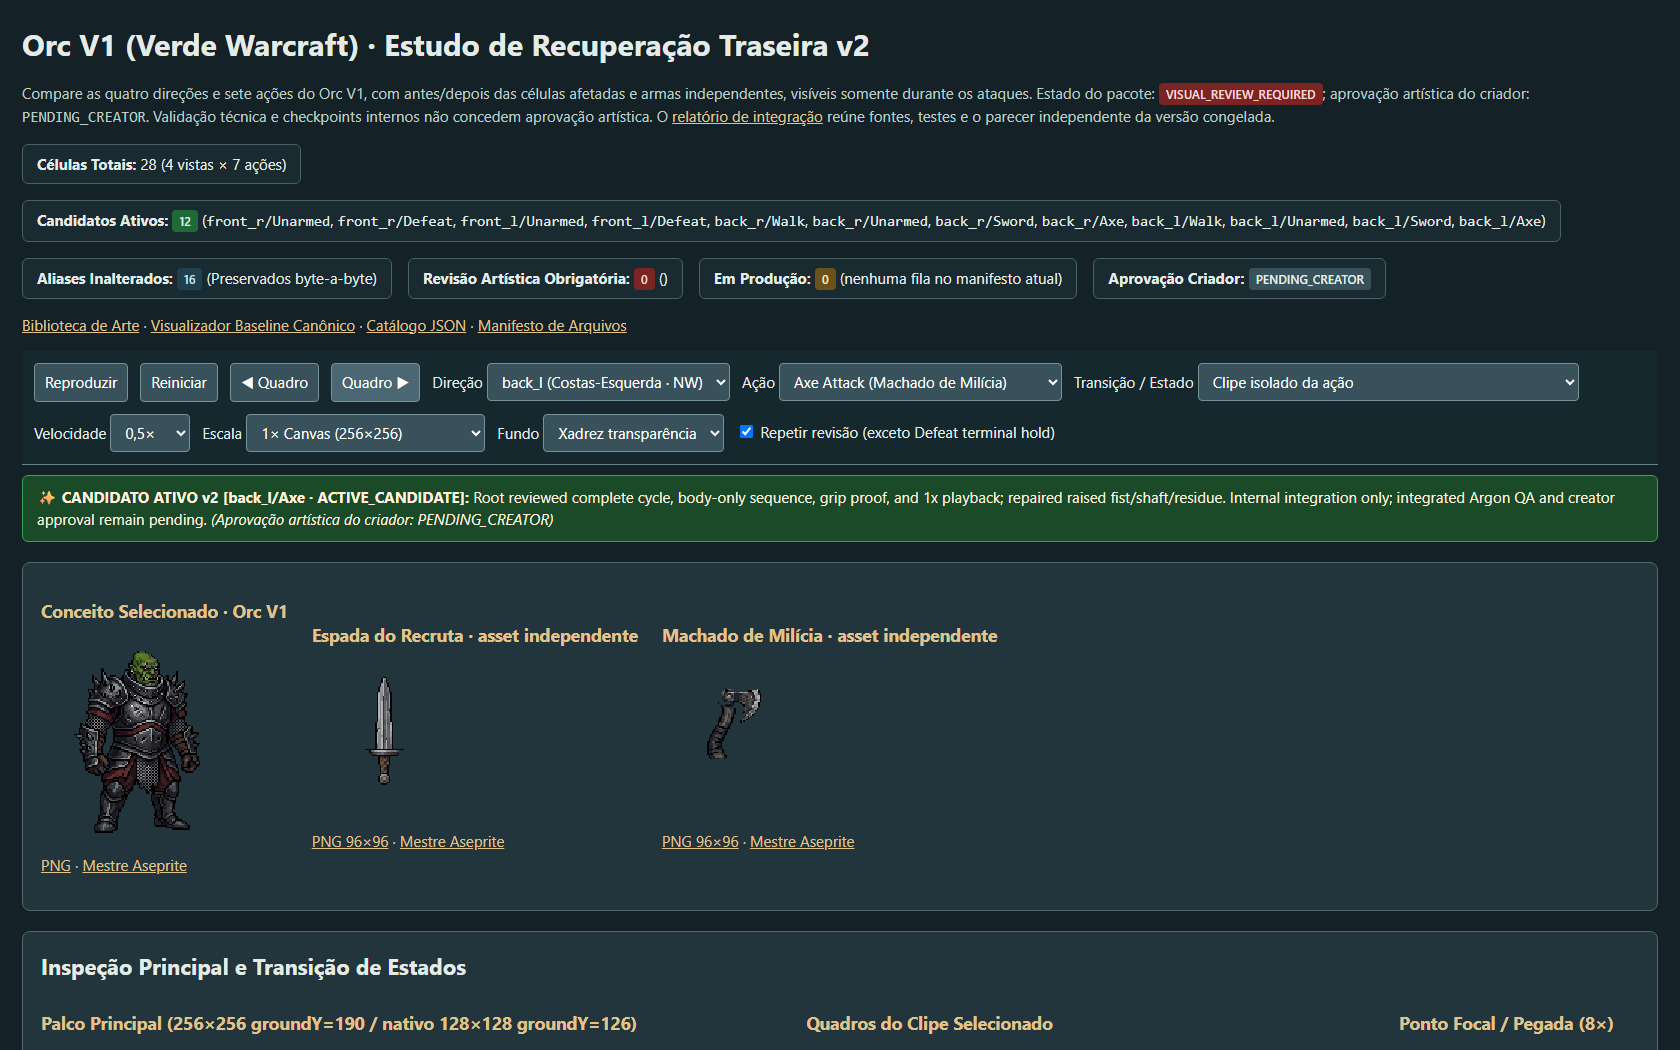 Orc V1 (Verde Warcraft) · Estudo de Recuperação Traseira v2
Compare as quatro direções e sete ações do Orc V1, com antes/depois das células afetadas e armas independentes, visíveis somente durante os ataques. Estado do pacote: VISUAL_REVIEW_REQUIRED; aprovação artística do criador:
PENDING_CREATOR. Validação técnica e checkpoints internos não concedem aprovação artística. O relatório de integração reúne fontes, testes e o parecer independente da versão congelada.
Células Totais: 28 (4 vistas × 7 ações)
Candidatos Ativos: 12 (front_r/Unarmed, front_r/Defeat, front_l/Unarmed, front_l/Defeat, back_r/Walk, back_r/Unarmed, back_r/Sword, back_r/Axe, back_l/Walk, back_l/Unarmed, back_l/Sword, back_l/Axe)
Aliases Inalterados: 16 (Preservados byte-a-byte) Revisão Artística Obrigatória: 0 () Em Produção: 0 (nenhuma fila no manifesto atual) Aprovação Criador: PENDING_CREATOR
Biblioteca de Arte · Visualizador Baseline Canônico · Catálogo JSON · Manifesto de Arquivos
Reproduzir Reiniciar ◀ Quadro Quadro ▶ Direção back_l (Costas-Esquerda · NW) Ação Axe Attack (Machado de Milícia) Transição / Estado Clipe isolado da ação
Velocidade 0,5× Escala 1× Canvas (256×256) Fundo Xadrez transparência Repetir revisão (exceto Defeat terminal hold)
✨ CANDIDATO ATIVO v2 [back_l/Axe · ACTIVE_CANDIDATE]: Root reviewed complete cycle, body-only sequence, grip proof, and 1x playback; repaired raised fist/shaft/residue. Internal integration only; integrated Argon QA and creator
approval remain pending. (Aprovação artística do criador: PENDING_CREATOR)
Conceito Selecionado · Orc V1
Espada do Recruta · asset independente Machado de Milícia · asset independente
PNG 96×96 · Mestre Aseprite PNG 96×96 · Mestre Aseprite
PNG · Mestre Aseprite
Inspeção Principal e Transição de Estados
Palco Principal (256×256 groundY=190 / nativo 128×128 groundY=126) Quadros do Clipe Selecionado Ponto Focal / Pegada (8×)